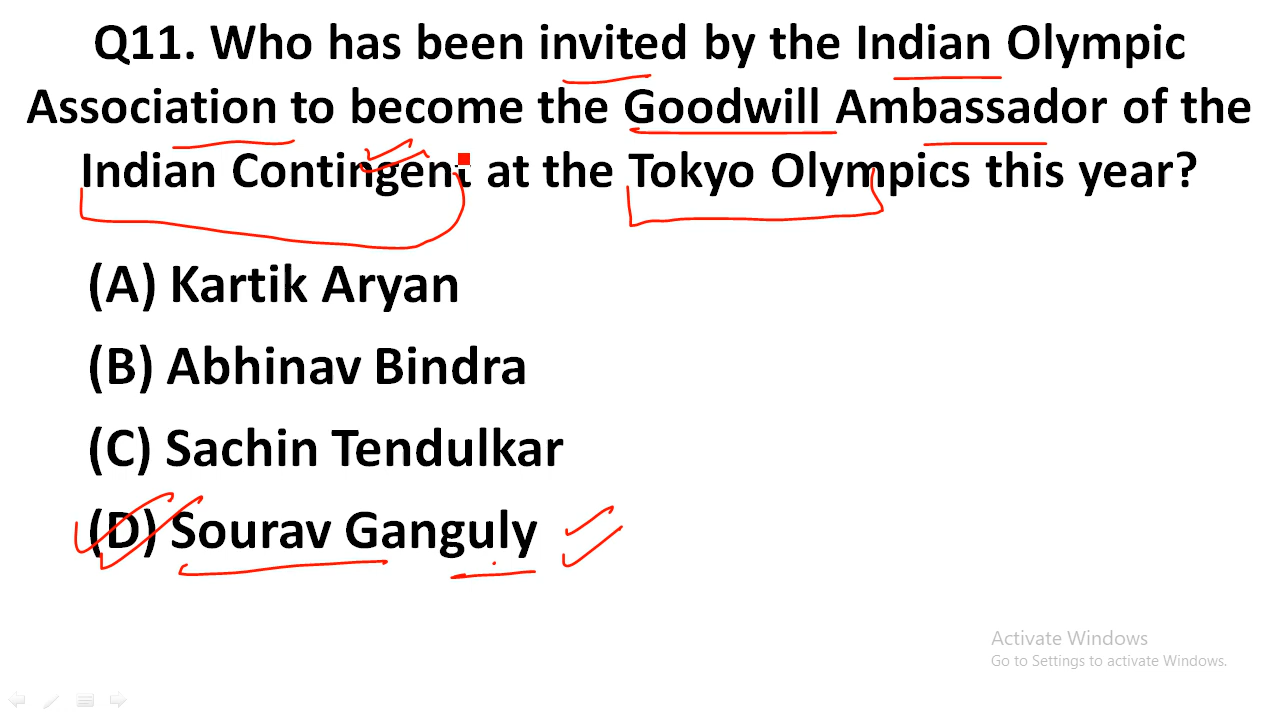 Q11. Who has been invited by the Indian Olympic
Association to become the Goodwill Ambassador of the
Indian Contingent at the Tokyo Olympics this year?
(A) Kartik Aryan
(B) Abhinav Bindra
(C) Sachin Tendulkar
(D) Sourav Ganguly
Activate Windows
Go to Settings to activate Windows.